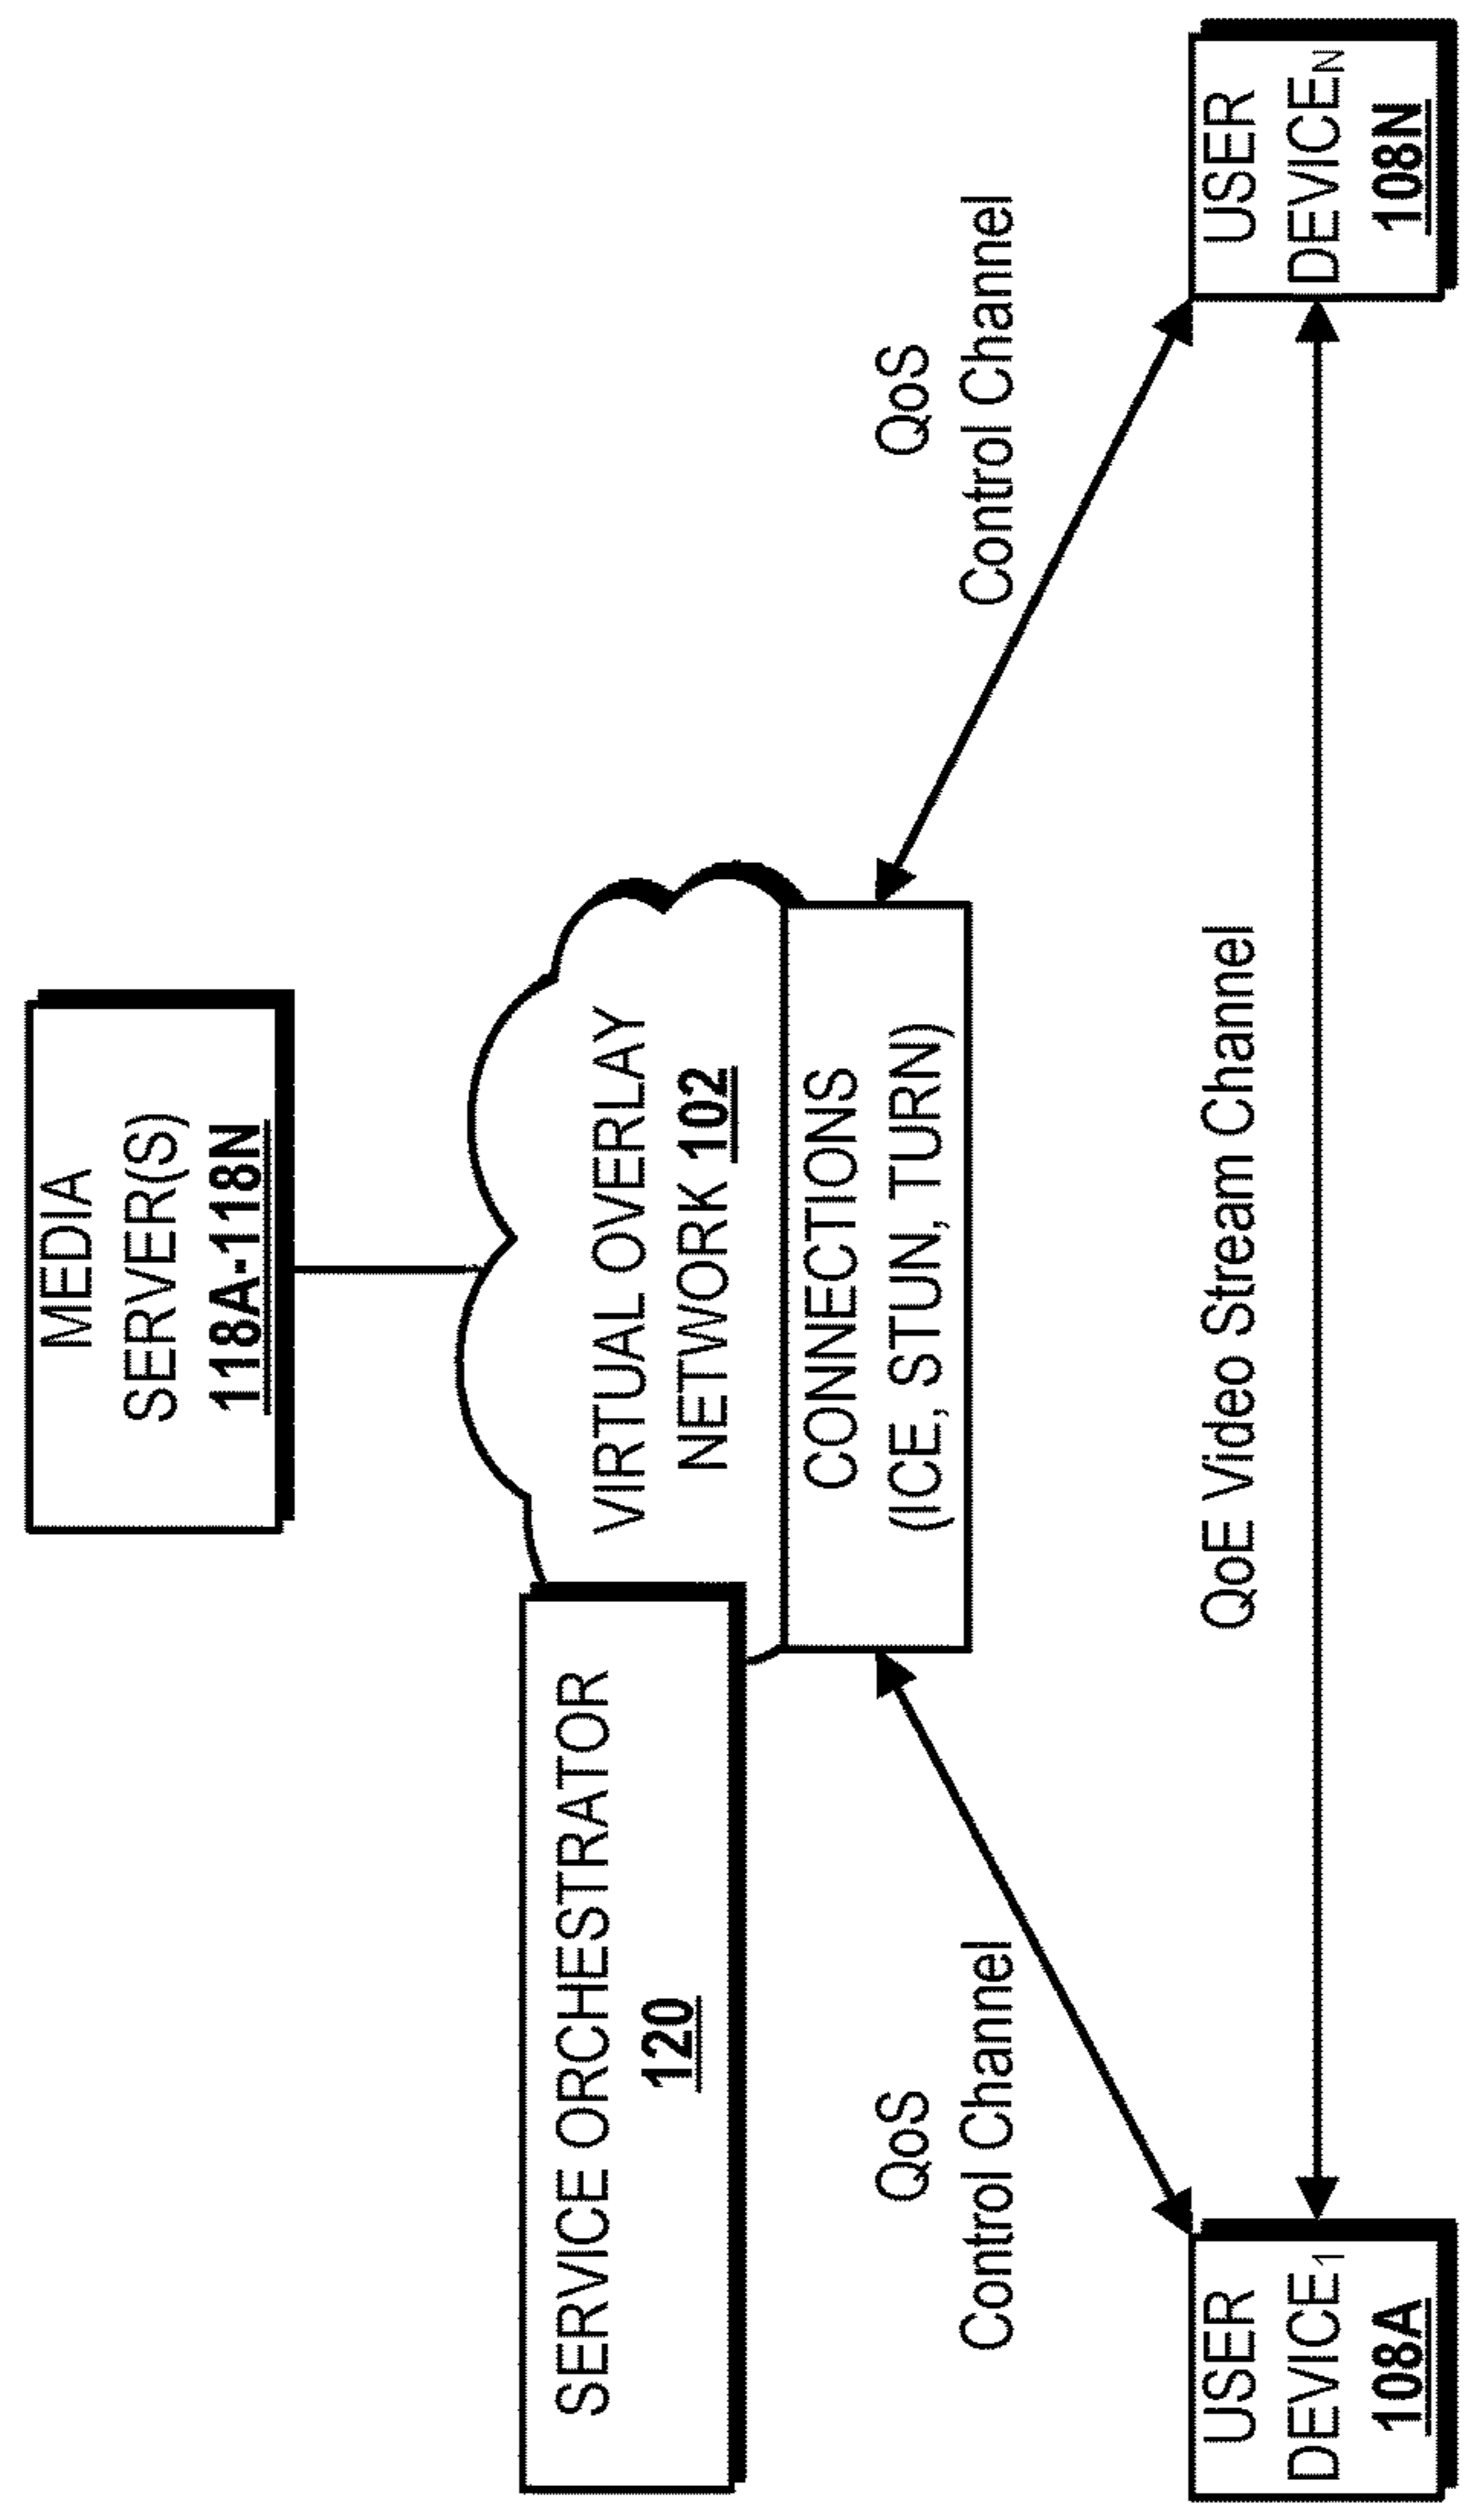 MEDIA
SERVER(S)
118A-118N
SERVICE ORCHESTRATOR
120
VIRTUAL OVERLAY
NETWORK 102
CONNECTIONS
(ICE, STUN, TURN)
QoS
Control Channel
QoS
Control Channel
QoE Video Stream Channel
USER
DEVICE1
108A
USER
DEVICEN
108N